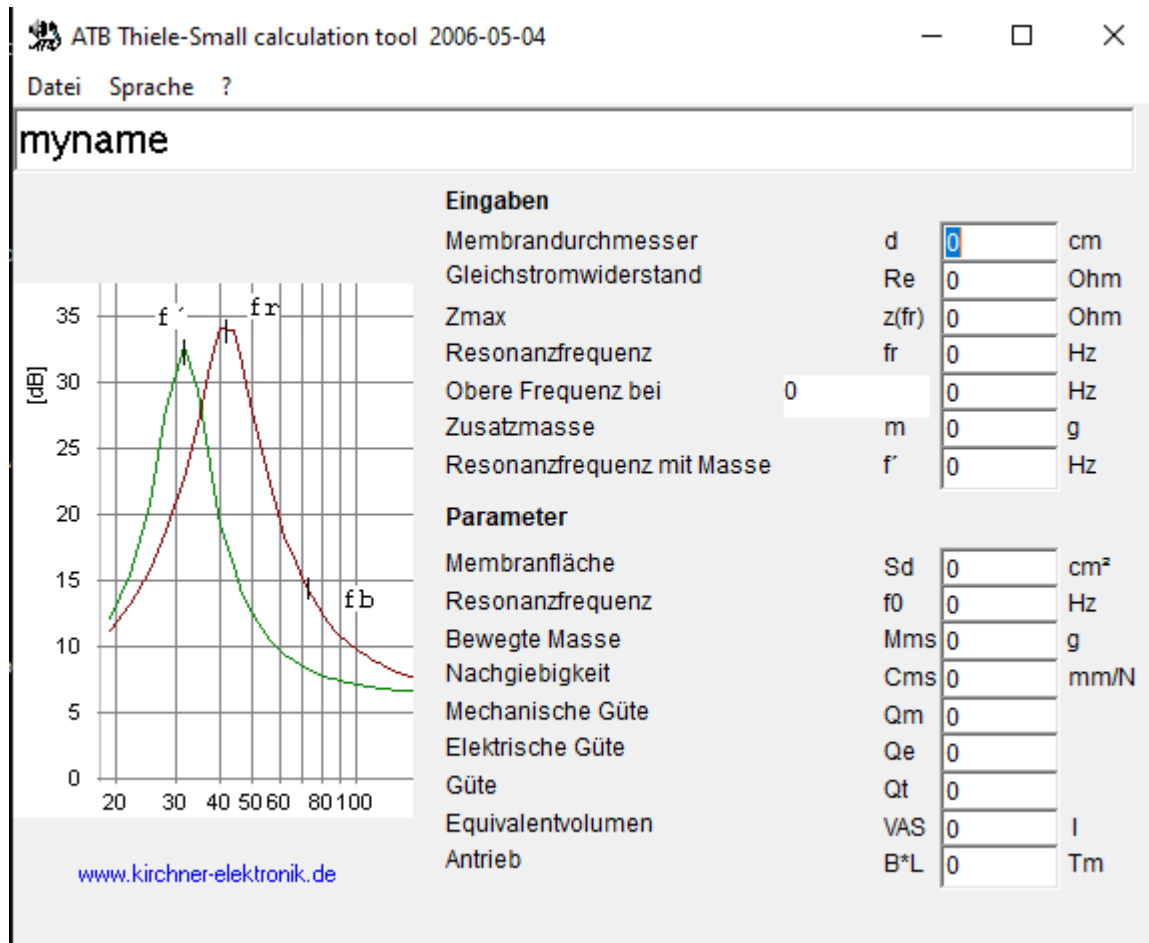 ATB Thiele-Small calculation tool 2006-05-04
Datei Sprache ?
myname
Eingaben
Membrandurchmesser d 0 cm
Gleichstromwiderstand Re 0 Ohm
Zmax z(fr) 0 Ohm
Resonanzfrequenz fr 0 Hz
Obere Frequenz bei 0 0 Hz
Zusatzmasse m 0 g
Resonanzfrequenz mit Masse f´ 0 Hz
Parameter
Membranfläche Sd 0 cm²
Resonanzfrequenz f0 0 Hz
Bewegte Masse Mms 0 g
Nachgiebigkeit Cms 0 mm/N
Mechanische Güte Qm 0
Elektrische Güte Qe 0
Güte Qt 0
Equivalentvolumen VAS 0 l
Antrieb B*L 0 Tm
[dB]
35
30
25
20
15
10
5
0
f´ fr
fb
20 30 40 50 60 80 100
www.kirchner-elektronik.de